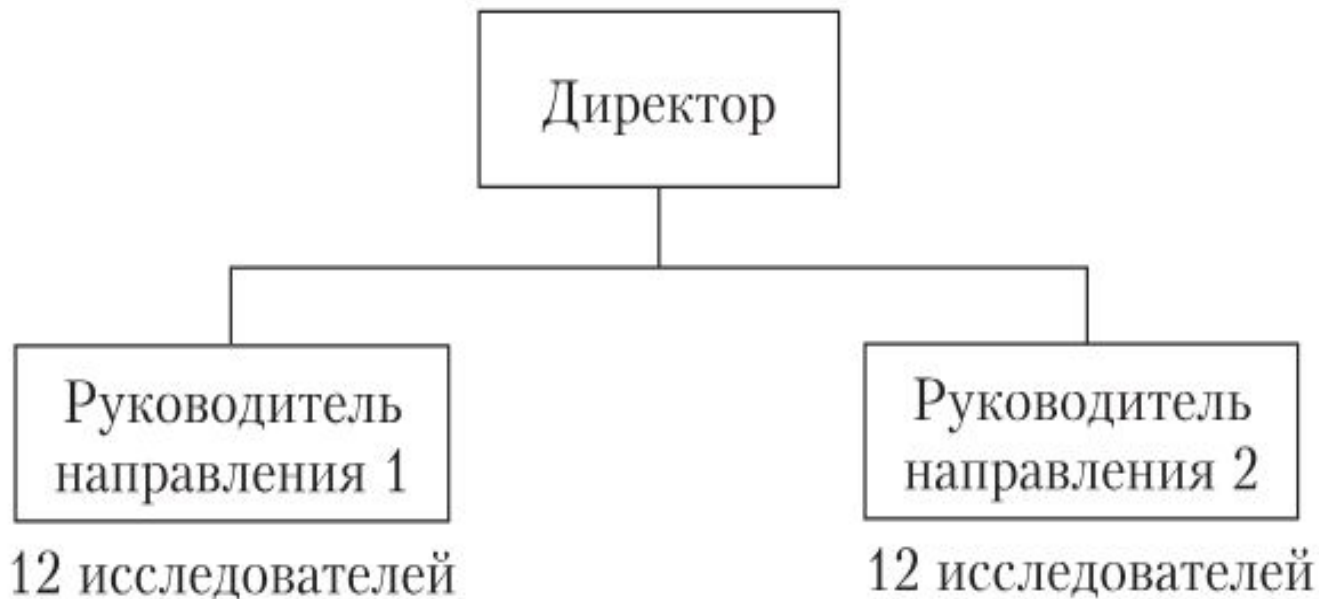 Директор
Руководитель
направления 1
Руководитель
направления 2
12 исследователей
12 исследователей